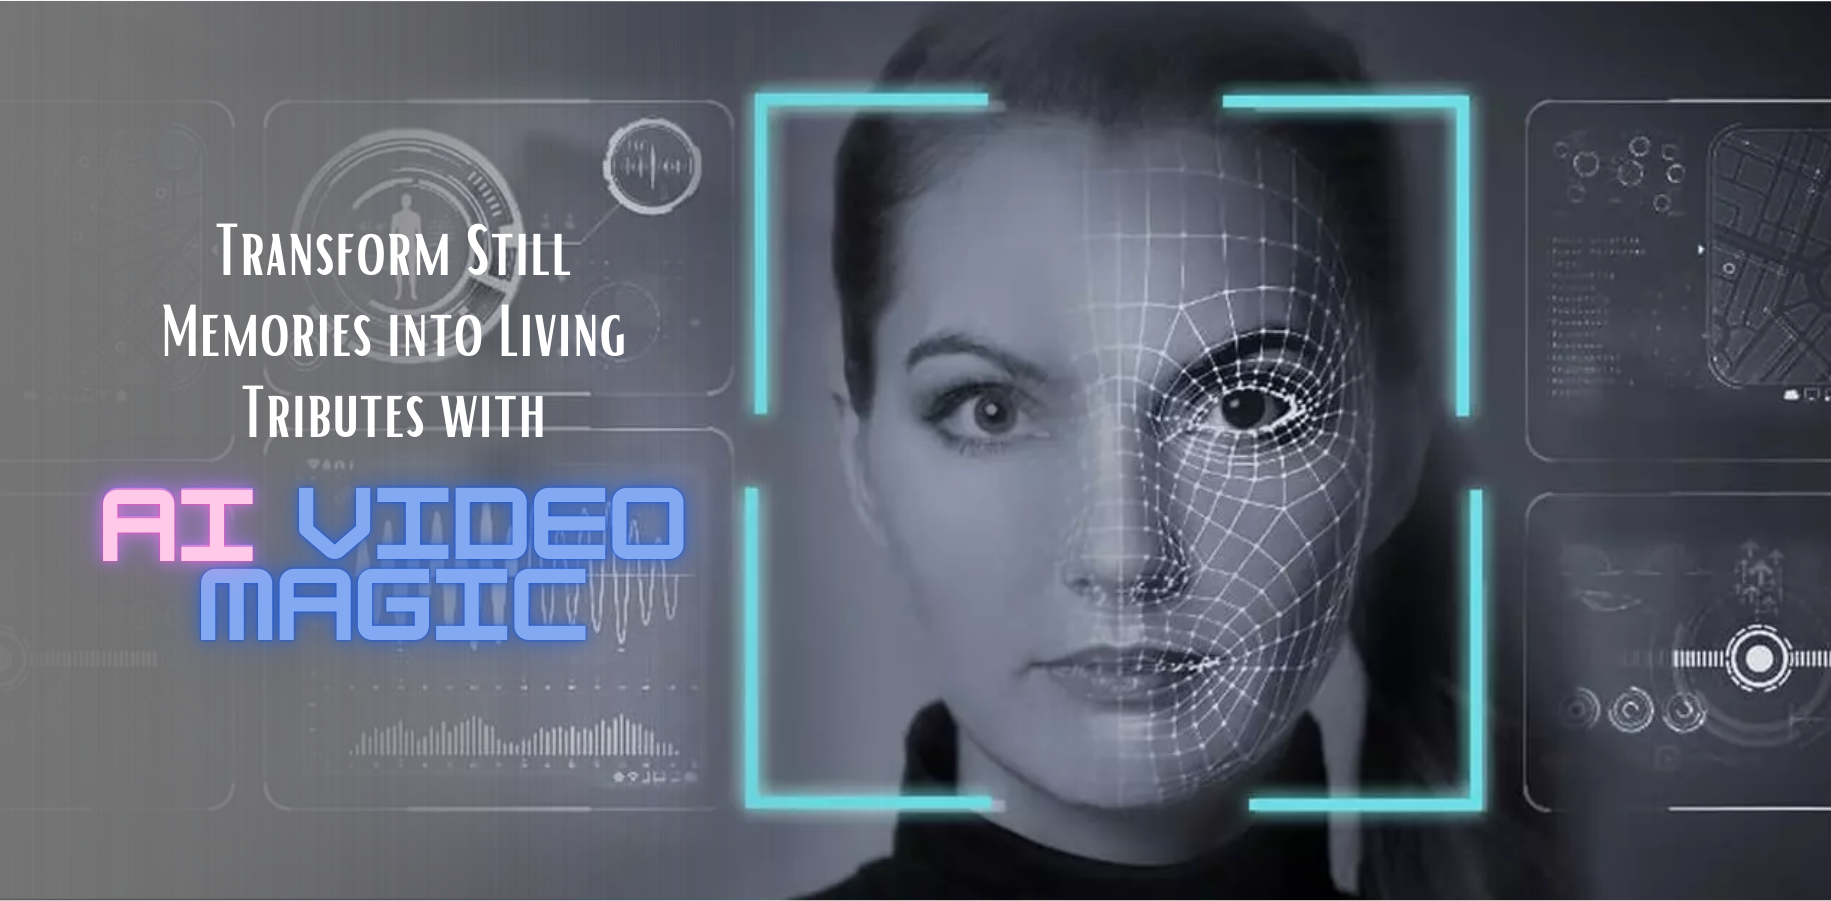 Transform Still
Memories into Living
Tributes with
AI VIDEO
MAGIC